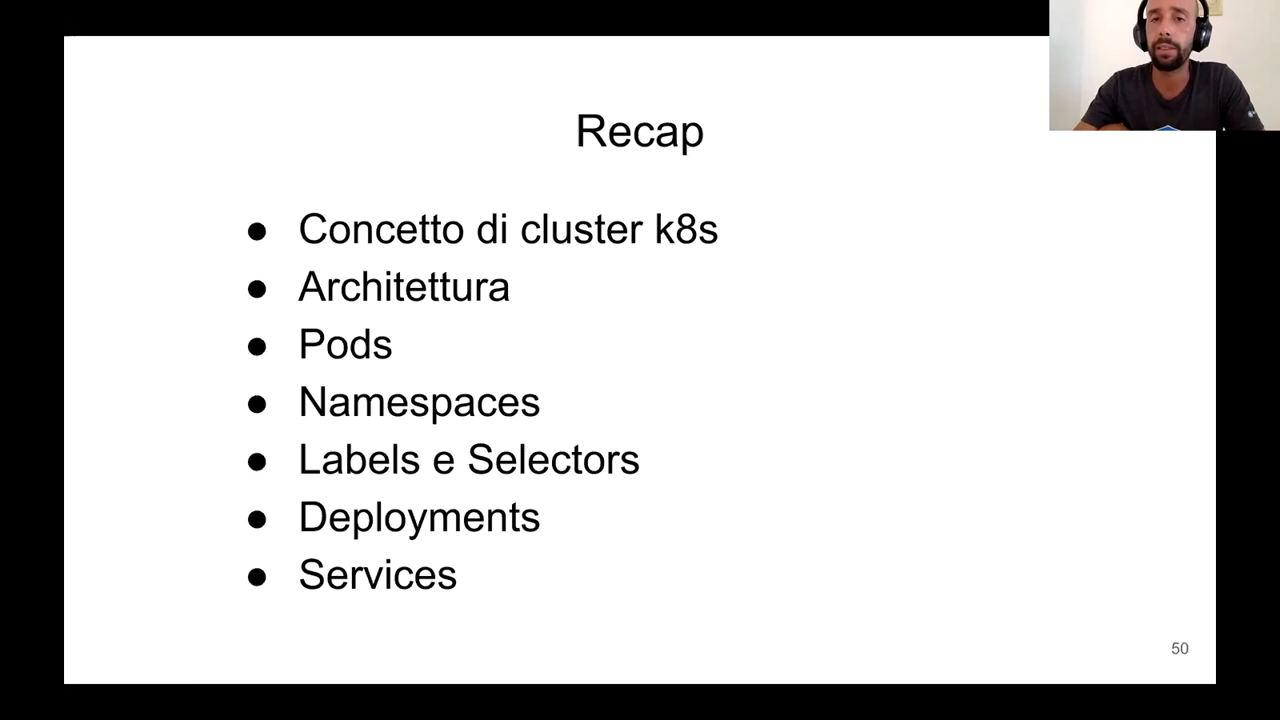 Recap
● Concetto di cluster k8s
● Architettura
● Pods
● Namespaces
● Labels e Selectors
● Deployments
● Services
50